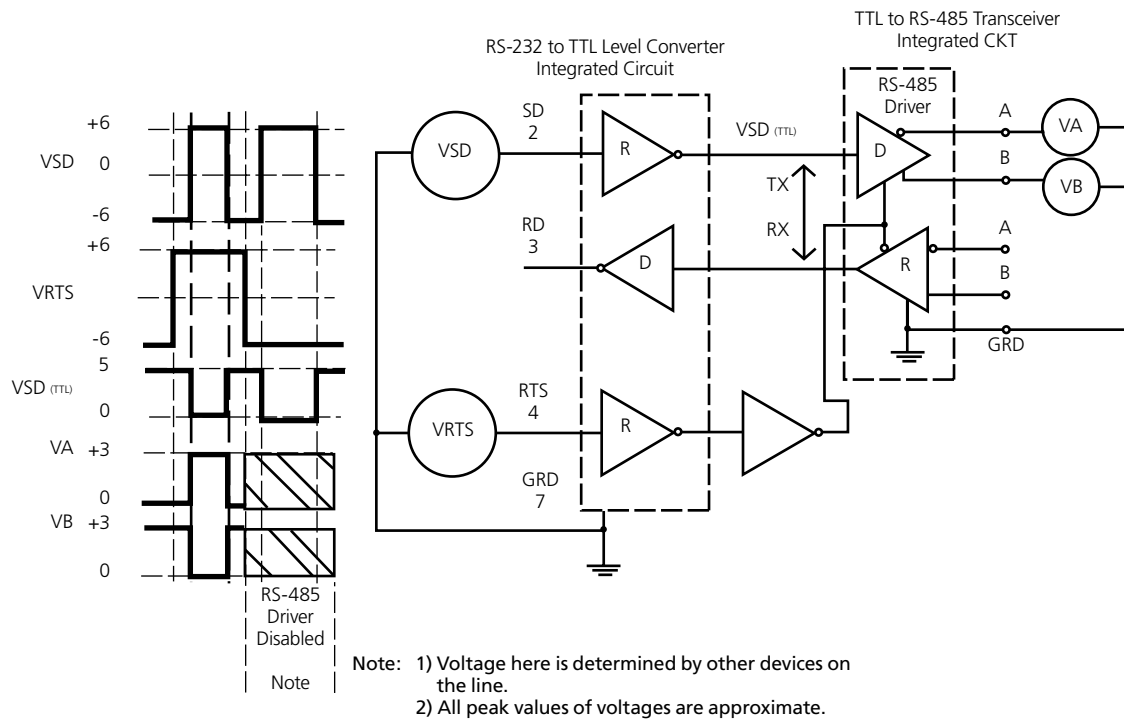 TTL to RS-485 Transceiver
Integrated CKT
RS-232 to TTL Level Converter
Integrated Circuit
RS-485
Driver
+6
VSD
0
-6
SD
2
VSD
R
VSD (TTL)
D
A
VA
B
VB
TX
RX
+6
VRTS
-6
RD
3
D
R
A
B
GRD
5
VSD (TTL)
0
RTS
4
VRTS
R
GRD
7
VA
+3
0
VB
+3
0
RS-485
Driver
Disabled
Note
Note: 1) Voltage here is determined by other devices on
the line.
2) All peak values of voltages are approximate.